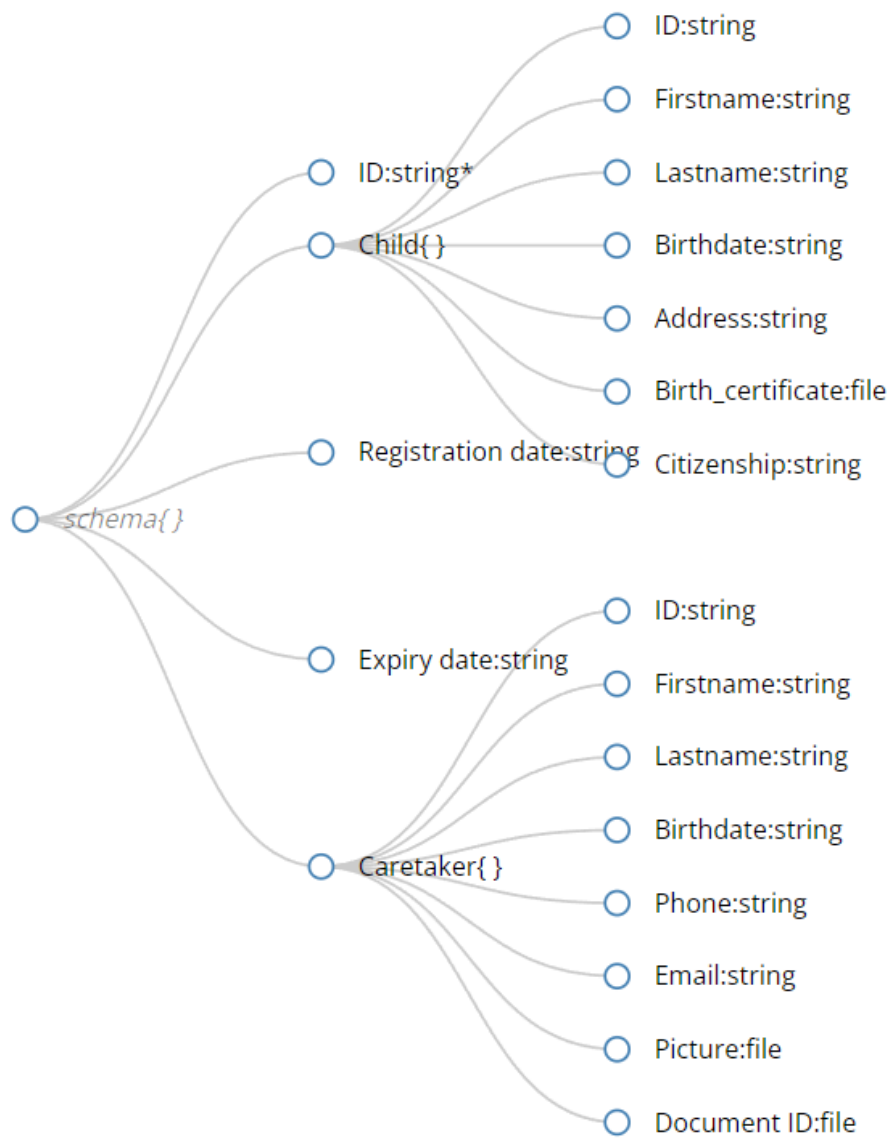 schema{ }
ID:string*
Child{ }
ID:string
Firstname:string
Lastname:string
Birthdate:string
Address:string
Birth_certificate:file
Citizenship:string
Registration date:string
Expiry date:string
Caretaker{ }
ID:string
Firstname:string
Lastname:string
Birthdate:string
Phone:string
Email:string
Picture:file
Document ID:file